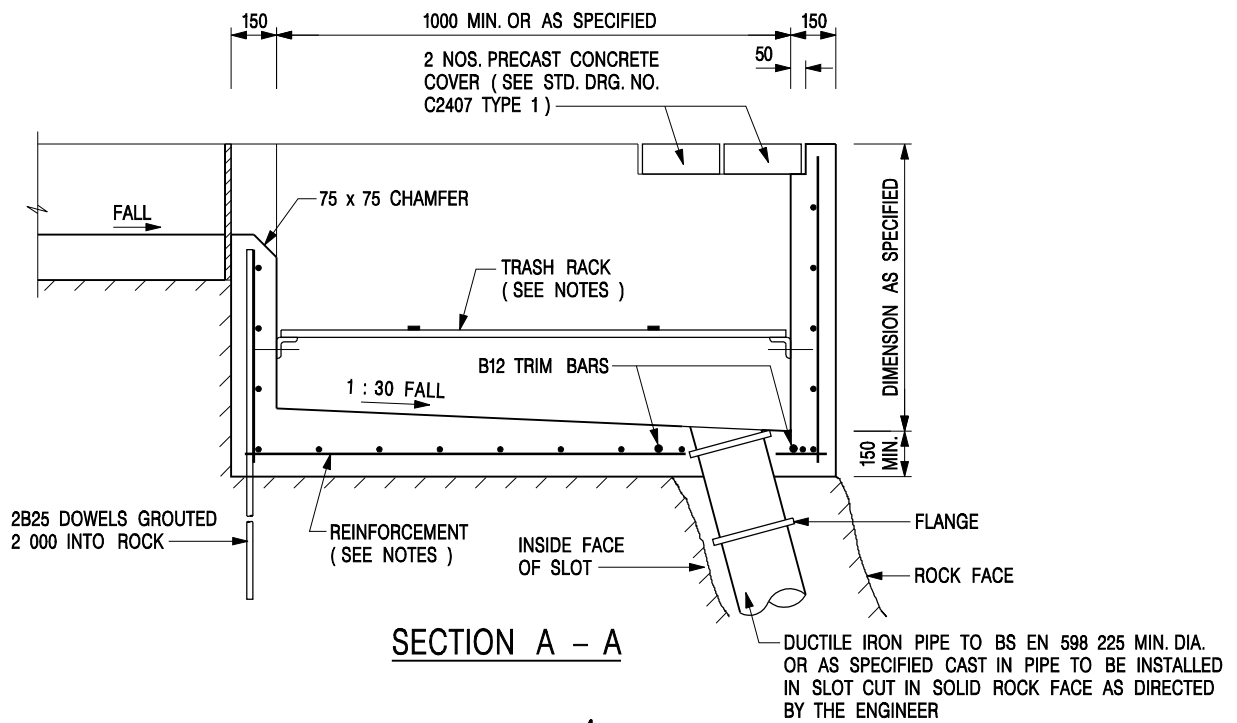 150
1000 MIN. OR AS SPECIFIED
150
2 NOS. PRECAST CONCRETE
COVER ( SEE STD. DRG. NO.
C2407 TYPE 1 )
50
75 x 75 CHAMFER
FALL
TRASH RACK
( SEE NOTES )
DIMENSION AS SPECIFIED
B12 TRIM BARS
1 : 30 FALL
150
MIN.
2B25 DOWELS GROUTED
2 000 INTO ROCK
REINFORCEMENT
( SEE NOTES )
INSIDE FACE
OF SLOT
FLANGE
ROCK FACE
SECTION A - A
DUCTILE IRON PIPE TO BS EN 598 225 MIN. DIA.
OR AS SPECIFIED CAST IN PIPE TO BE INSTALLED
IN SLOT CUT IN SOLID ROCK FACE AS DIRECTED
BY THE ENGINEER